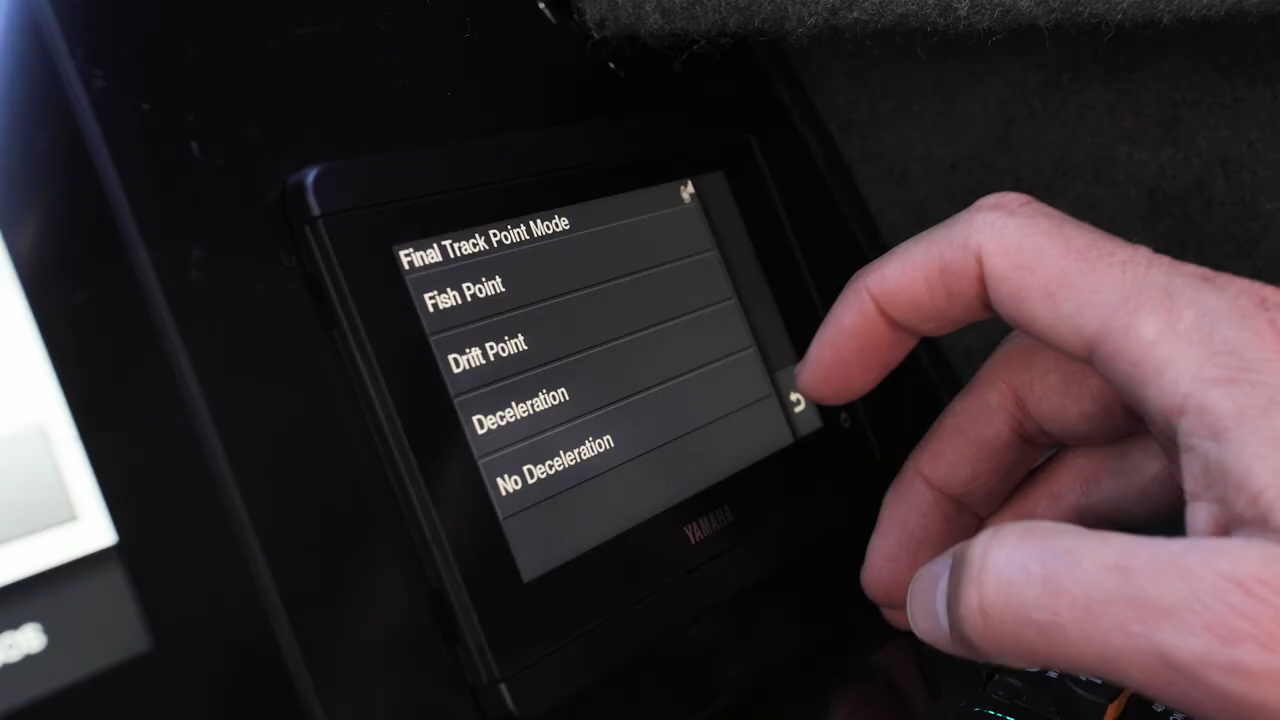 Final Track Point Mode
Fish Point
Drift Point
Deceleration
No Deceleration
YAMAHA